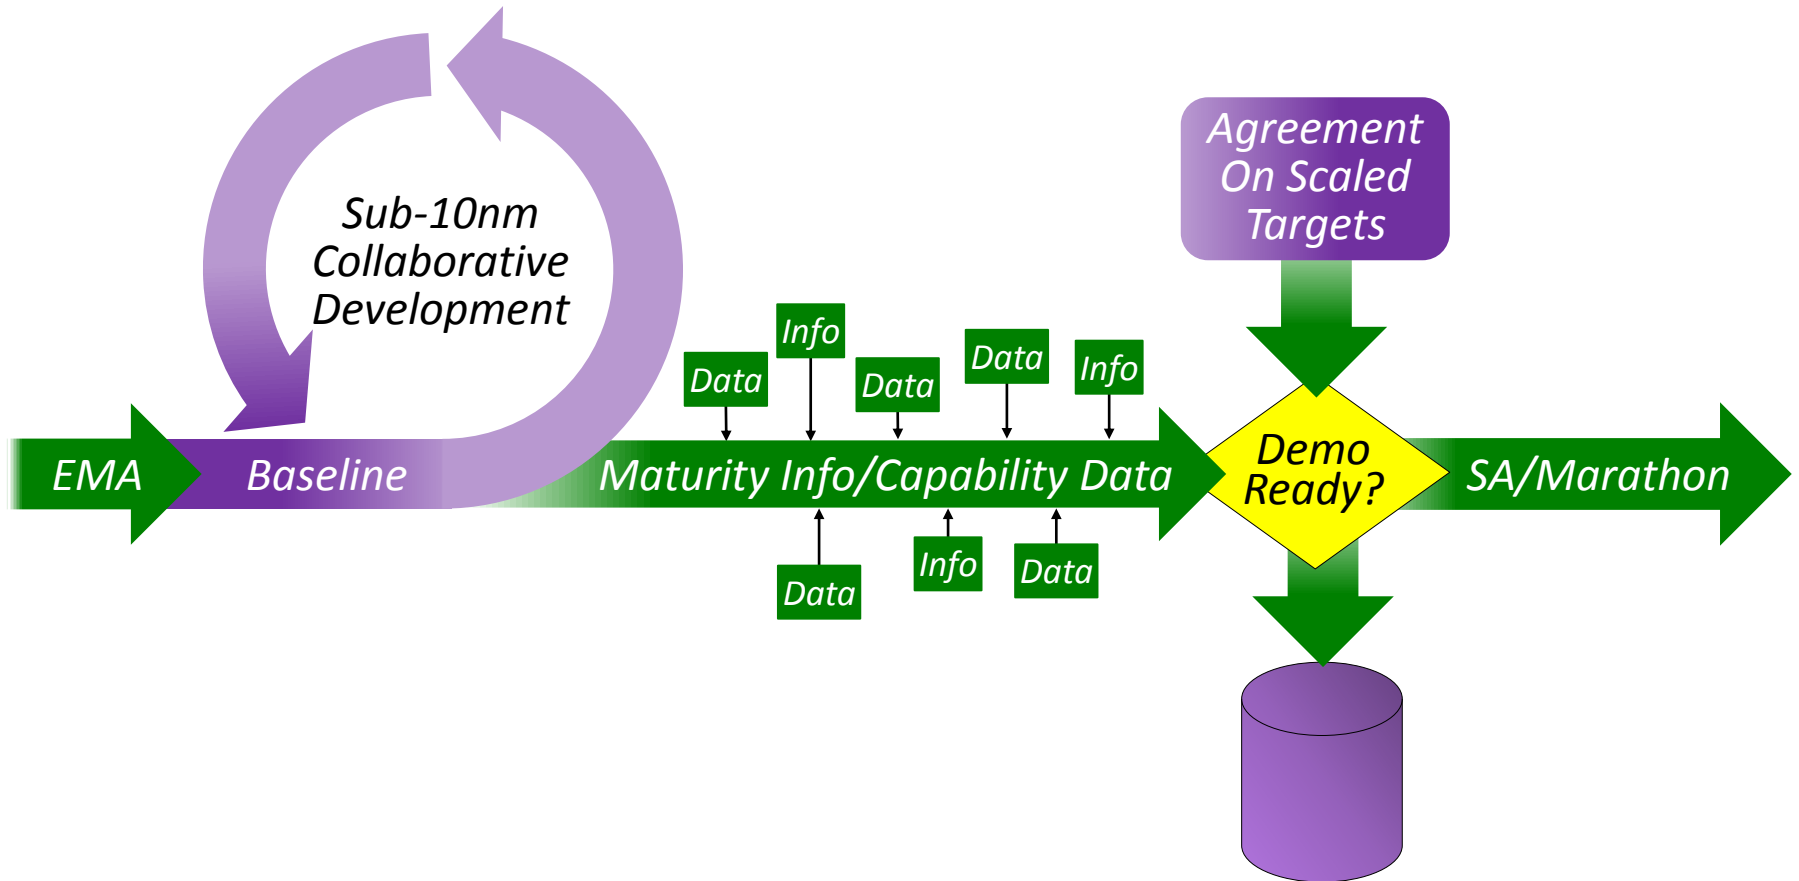 Sub-10nm
Collaborative
Development
Agreement
On Scaled
Targets
Info
Data
Data
Data
Info
EMA
Baseline
Maturity Info/Capability Data
Demo
Ready?
SA/Marathon
Data
Info
Data